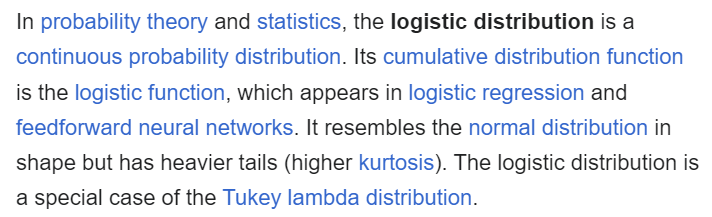 In probability theory and statistics, the logistic distribution is a
continuous probability distribution. Its cumulative distribution function
is the logistic function, which appears in logistic regression and
feedforward neural networks. It resembles the normal distribution in
shape but has heavier tails (higher kurtosis). The logistic distribution is
a special case of the Tukey lambda distribution.